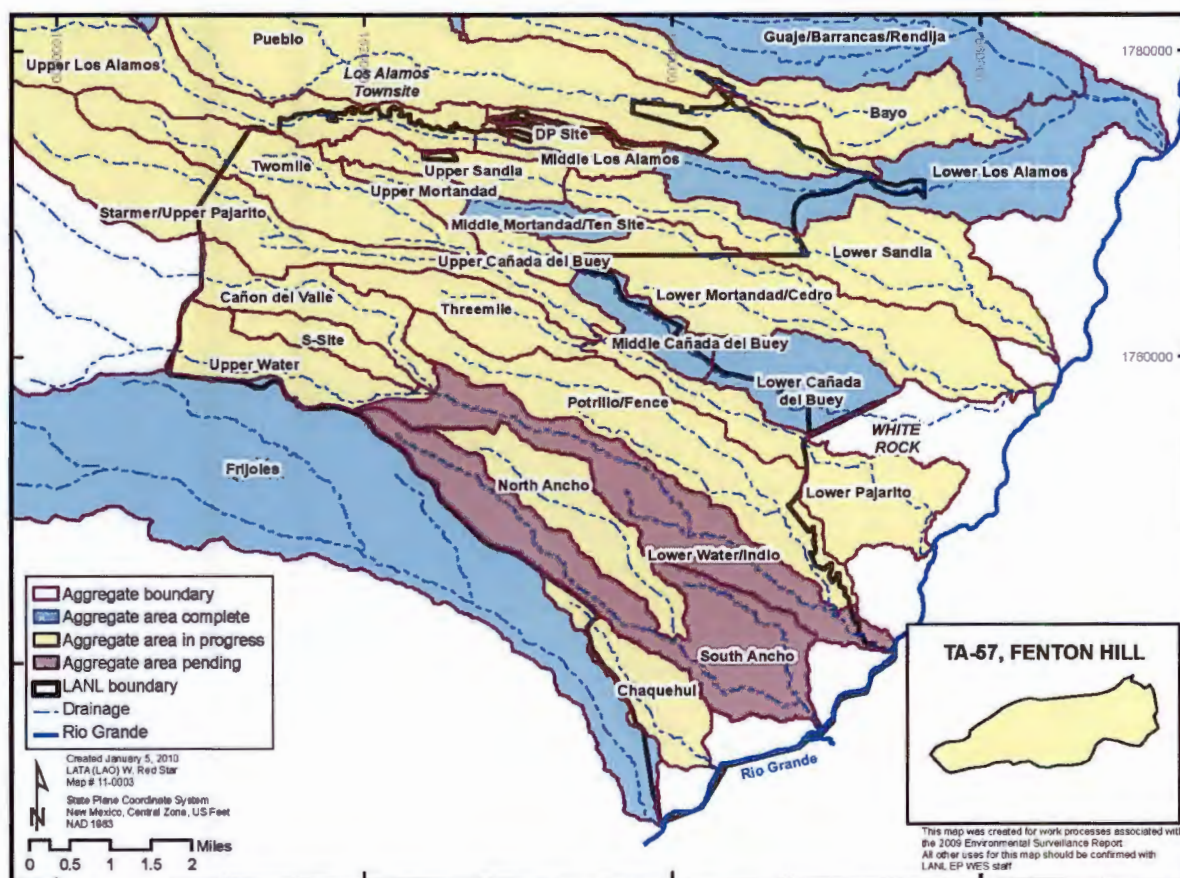 Guaje/Barrancas/Rendija
Pueblo
1780000
Upper Los Alamos
Los Alamos
Townsite
Bayo
DP Site
Middle Los Alamos
Twomile
Upper Sandia
Lower Los Alamos
Upper Mortandad
Starmer/Upper Pajarito
Middle Mortandad/Ten Site
Lower Sandia
Upper Cañada del Buey
Cañon del Valle
Lower Mortandad/Cedro
Threemile
S-Site
Middle Cañada del Buey
1760000
Upper Water
Lower Cañada
del Buey
Potrillo/Fence
WHITE
ROCK
Frijoles
North Ancho
Lower Pajarito
Lower Water/Indio
South Ancho
Chaquehui
Rio Grande
Aggregate boundary
Aggregate area complete
Aggregate area in progress
Aggregate area pending
LANL boundary
Drainage
Rio Grande
Created January 5, 2010
LATA (LAO) W. Red Star
Map # 11-0003
State Plane Coordinate System
New Mexico, Central Zone, US Feet
NAD 1983
N
Miles
0 0.5 1 1.5 2
TA-57, FENTON HILL
This map was created for work processes associated with
the 2009 Environmental Surveillance Report
All other uses for this map should be confirmed with
LANL EP WES staff